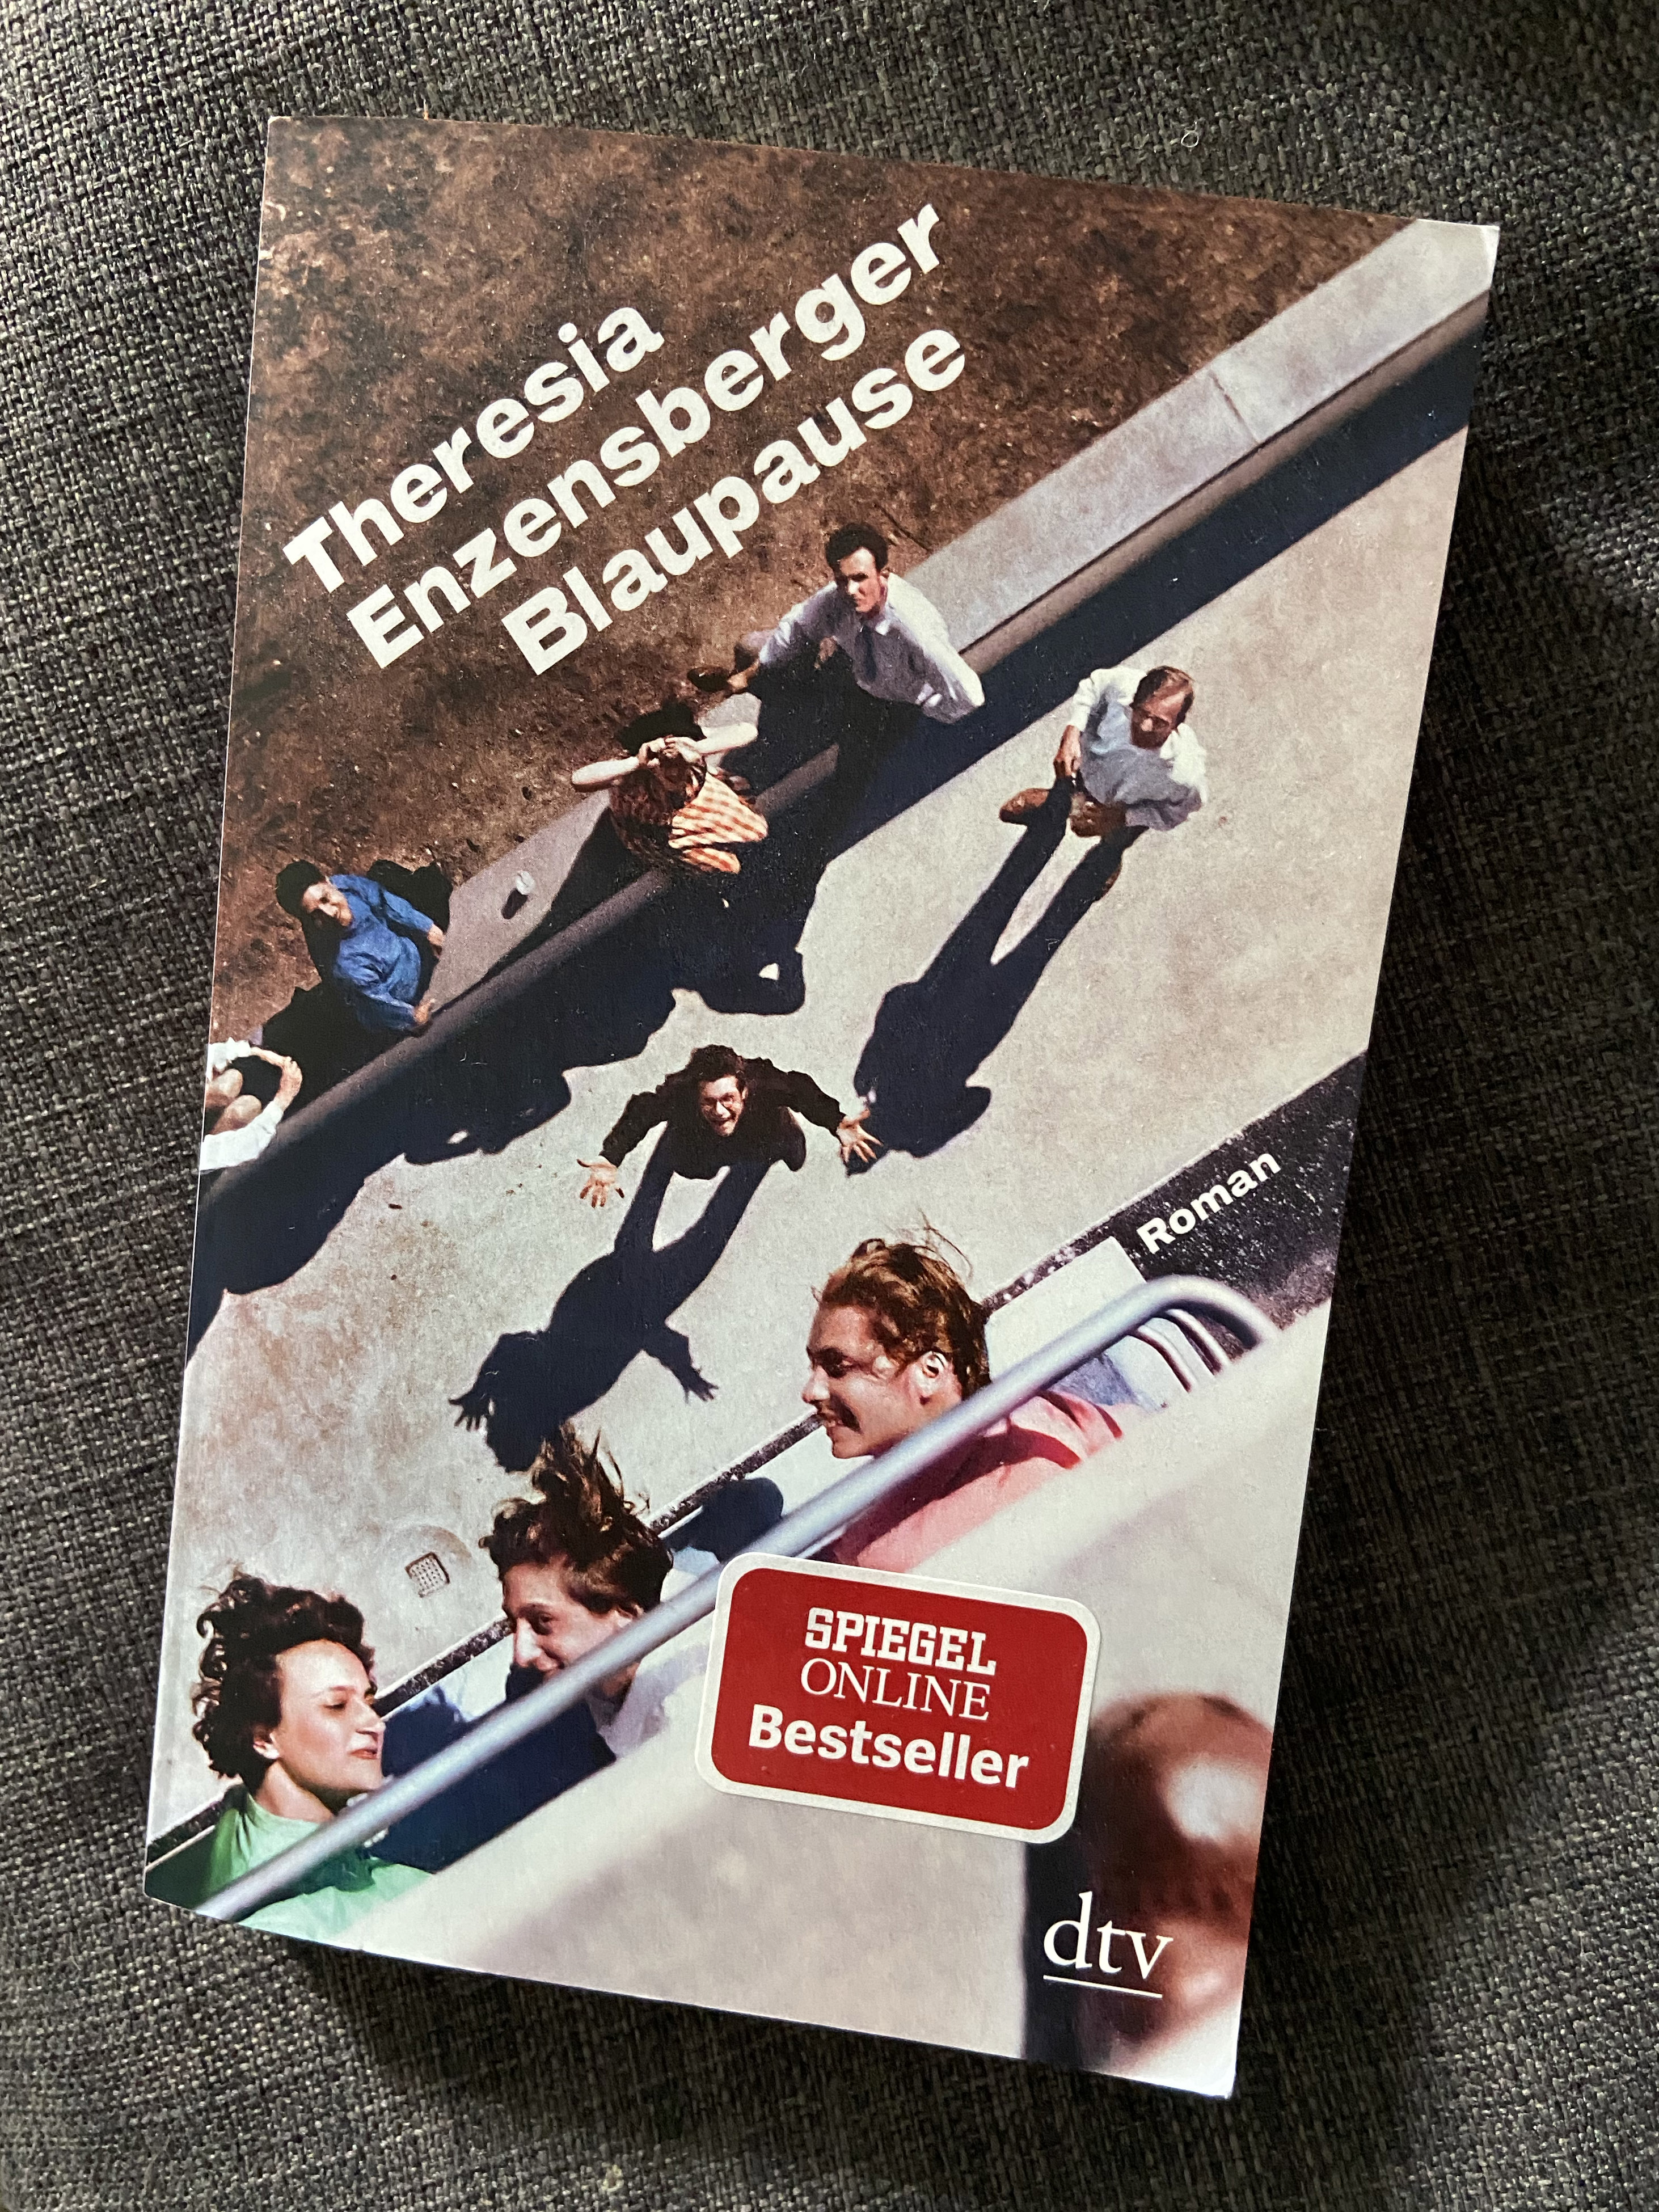 Theresia
Enzensberger
Blaupause
Roman
SPIEGEL
ONLINE
Bestseller
dtv